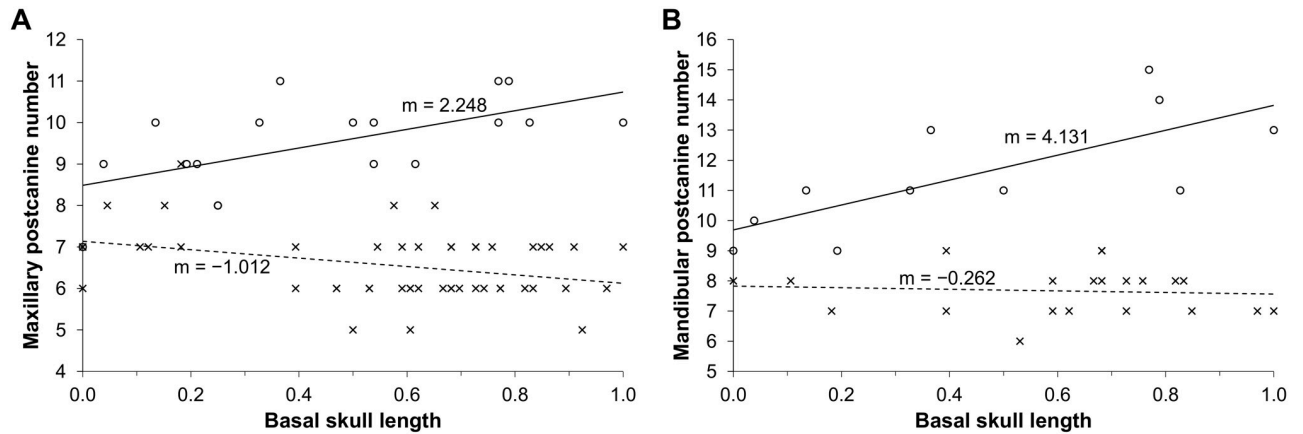 A
Maxillary postcanine number
12
11
10
9
8
7
6
5
4
m = 2.248
m = −1.012
0.0 0.2 0.4 0.6 0.8 1.0
Basal skull length
B
Mandibular postcanine number
16
15
14
13
12
11
10
9
8
7
6
5
m = 4.131
m = −0.262
0.0 0.2 0.4 0.6 0.8 1.0
Basal skull length